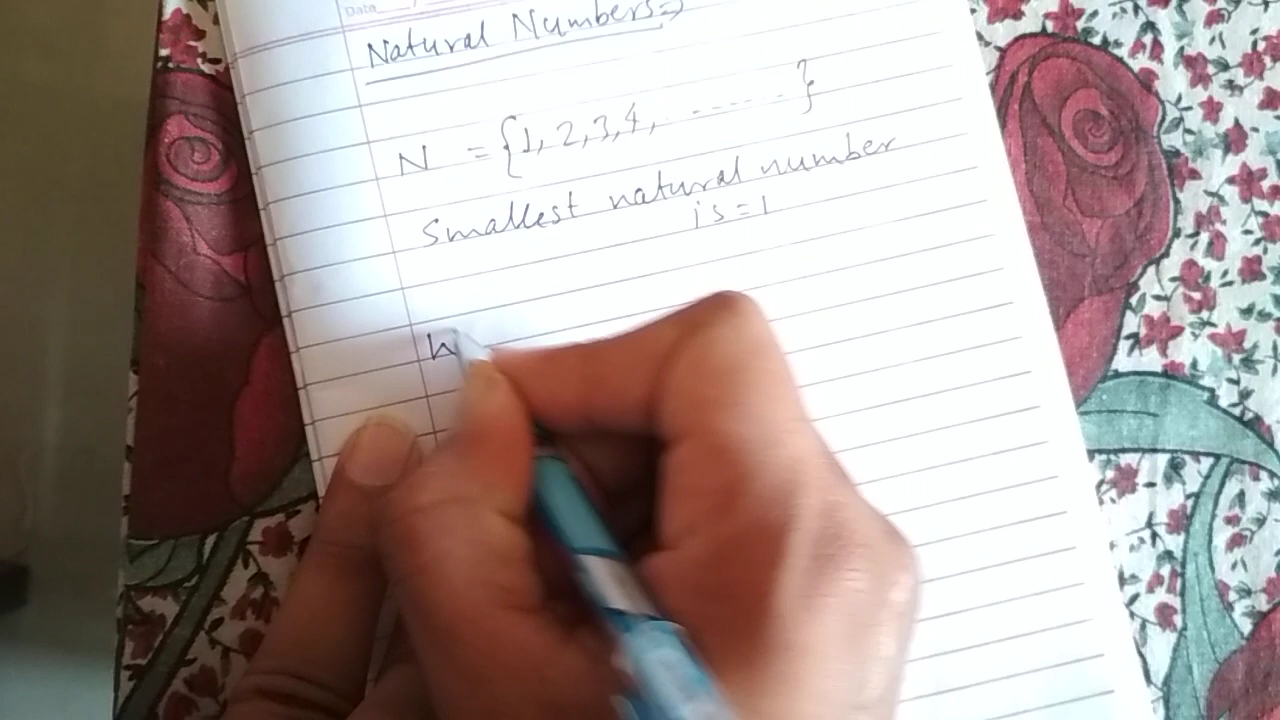 Date
Natural Numbers⇒
N = {1, 2, 3, 4, ------}
Smallest natural number
is = 1